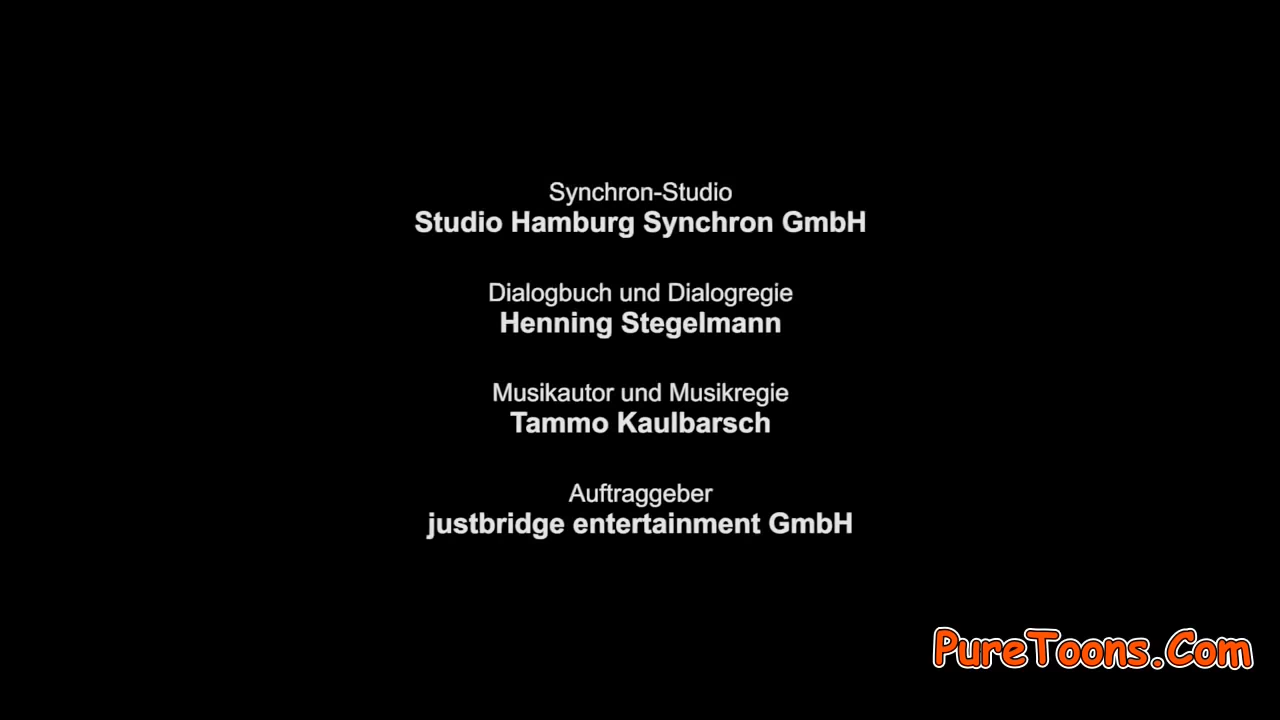 Synchron-Studio
Studio Hamburg Synchron GmbH
Dialogbuch und Dialogregie
Henning Stegelmann
Musikautor und Musikregie
Tammo Kaulbarsch
Auftraggeber
justbridge entertainment GmbH
PureToons.Com